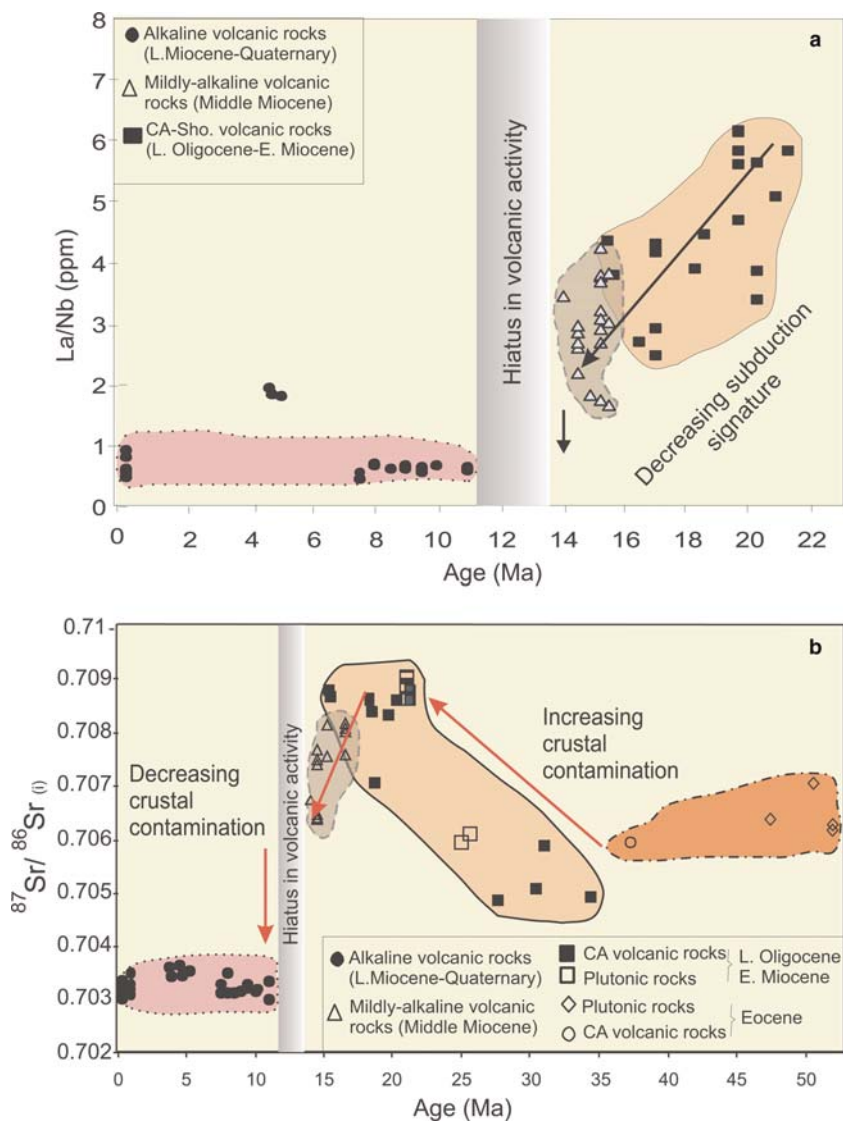 a
8
7
6
5
4
3
2
1
0
La/Nb (ppm)
Alkaline volcanic rocks
(L.Miocene-Quaternary)
Mildly-alkaline volcanic
rocks (Middle Miocene)
CA-Sho. volcanic rocks
(L. Oligocene-E. Miocene)
Hiatus in volcanic activity
Decreasing subduction
signature
0 2 4 6 8 10 12 14 16 18 20 22
Age (Ma)
b
0.71
0.709
0.708
0.707
0.706
0.705
0.704
0.703
0.702
87Sr/ 86Sr (i)
Decreasing
crustal
contamination
Hiatus in volcanic activity
Increasing
crustal
contamination
Alkaline volcanic rocks
(L.Miocene-Quaternary)
Mildly-alkaline volcanic
rocks (Middle Miocene)
CA volcanic rocks
Plutonic rocks
L. Oligocene
E. Miocene
Plutonic rocks
CA volcanic rocks
Eocene
0 5 10 15 20 25 30 35 40 45 50
Age (Ma)